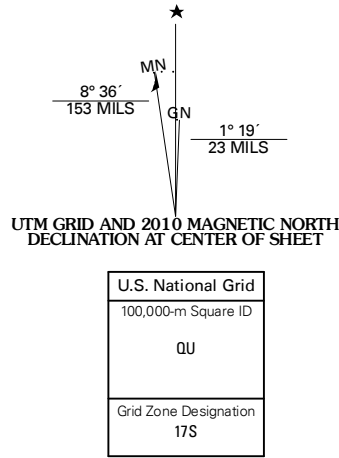 ★
MN
8° 36´
153 MILS
GN
1° 19´
23 MILS
UTM GRID AND 2010 MAGNETIC NORTH
DECLINATION AT CENTER OF SHEET
U.S. National Grid
100,000-m Square ID
QU
Grid Zone Designation
17S